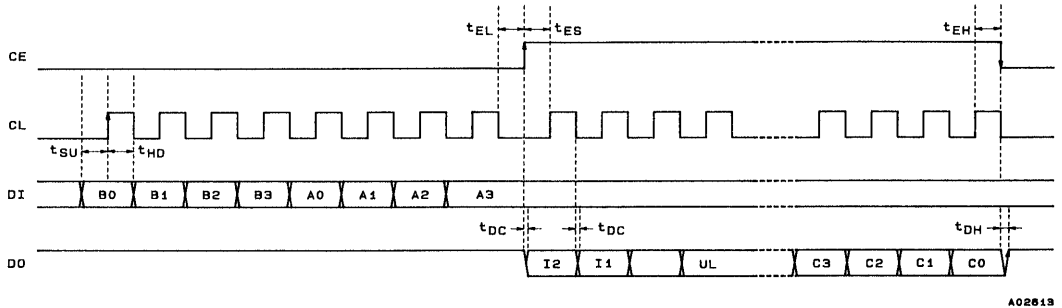 tEL tES tEH
CE
CL
tSU tHD
DI B0 B1 B2 B3 A0 A1 A2 A3
tDC tDC tDH
DO I2 I1 UL C3 C2 C1 C0
A02613